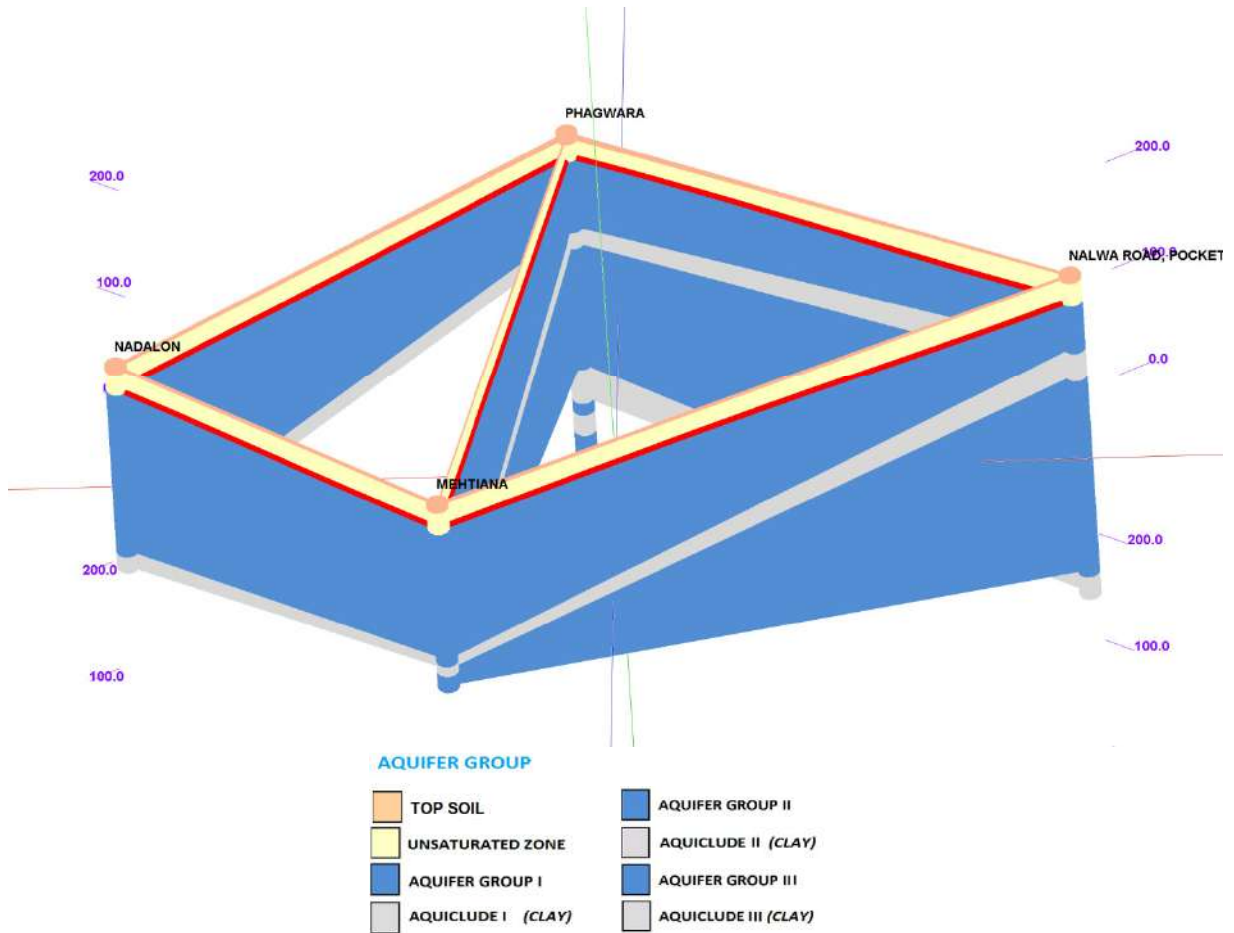 PHAGWARA
200.0
200.0
100.0
NALWA ROAD, POCKET
100.0
NADALON
0.0
MEHTIANA
200.0
200.0
100.0
100.0
AQUIFER GROUP
TOP SOIL
UNSATURATED ZONE
AQUIFER GROUP I
AQUICLUDE I (CLAY)
AQUIFER GROUP II
AQUICLUDE II (CLAY)
AQUIFER GROUP III
AQUICLUDE III (CLAY)